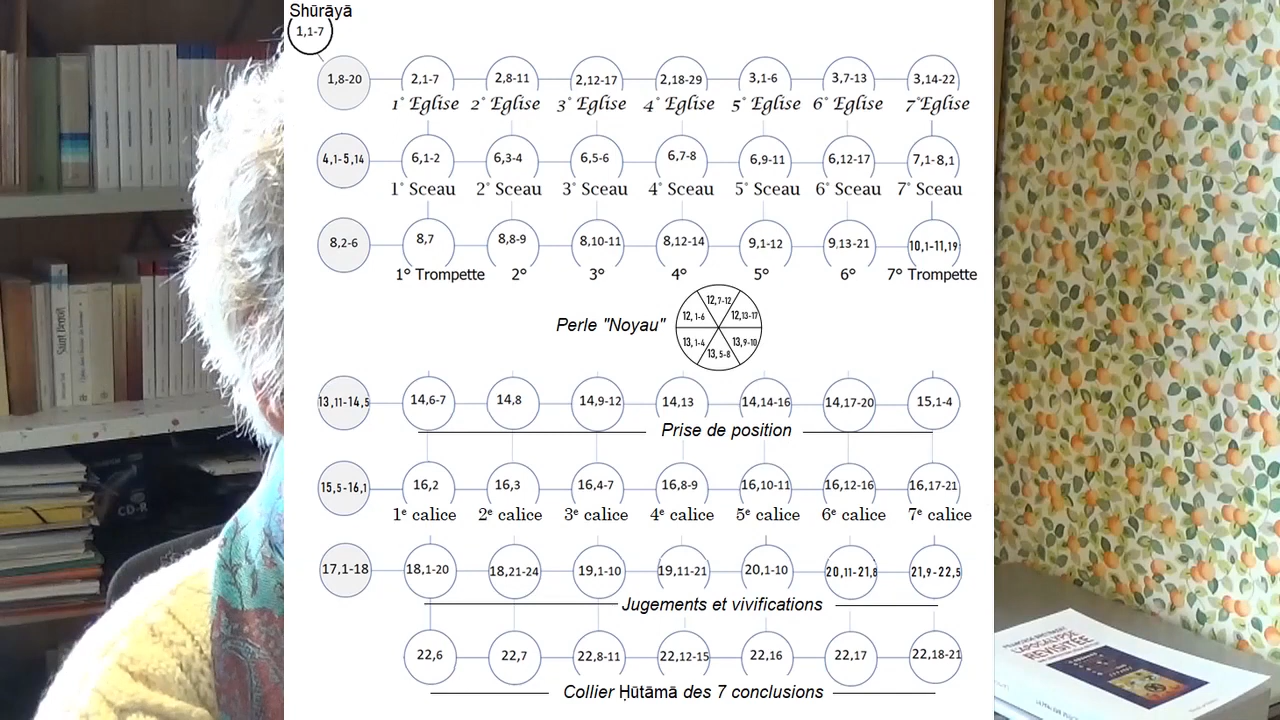 Shūrāyā
1,1-7
1,8-20 2,1-7 2,8-11 2,12-17 2,18-29 3,1-6 3,7-13 3,14-22
1° Eglise 2° Eglise 3° Eglise 4° Eglise 5° Eglise 6° Eglise 7° Eglise
4,1-5,14 6,1-2 6,3-4 6,5-6 6,7-8 6,9-11 6,12-17 7,1-8,1
1° Sceau 2° Sceau 3° Sceau 4° Sceau 5° Sceau 6° Sceau 7° Sceau
8,2-6 8,7 8,8-9 8,10-11 8,12-14 9,1-12 9,13-21 10,1-11,19
1° Trompette 2° 3° 4° 5° 6° 7° Trompette
12,7-12
12,1-6 12,13-17
Perle "Noyau"
13,1-4 13,9-10
13,5-8
13,11-14,5 14,6-7 14,8 14,9-12 14,13 14,14-16 14,17-20 15,1-4
Prise de position
15,5-16,1 16,2 16,3 16,4-7 16,8-9 16,10-11 16,12-16 16,17-21
1e calice 2e calice 3e calice 4e calice 5e calice 6e calice 7e calice
17,1-18 18,1-20 18,21-24 19,1-10 19,11-21 20,1-10 20,11-21,8 21,9-22,5
Jugements et vivifications
22,6 22,7 22,8-11 22,12-15 22,16 22,17 22,18-21
Collier Ḥūtāmā des 7 conclusions
Saint Benoît
CD-R
L'APOCALYPSE
REVISITÉE